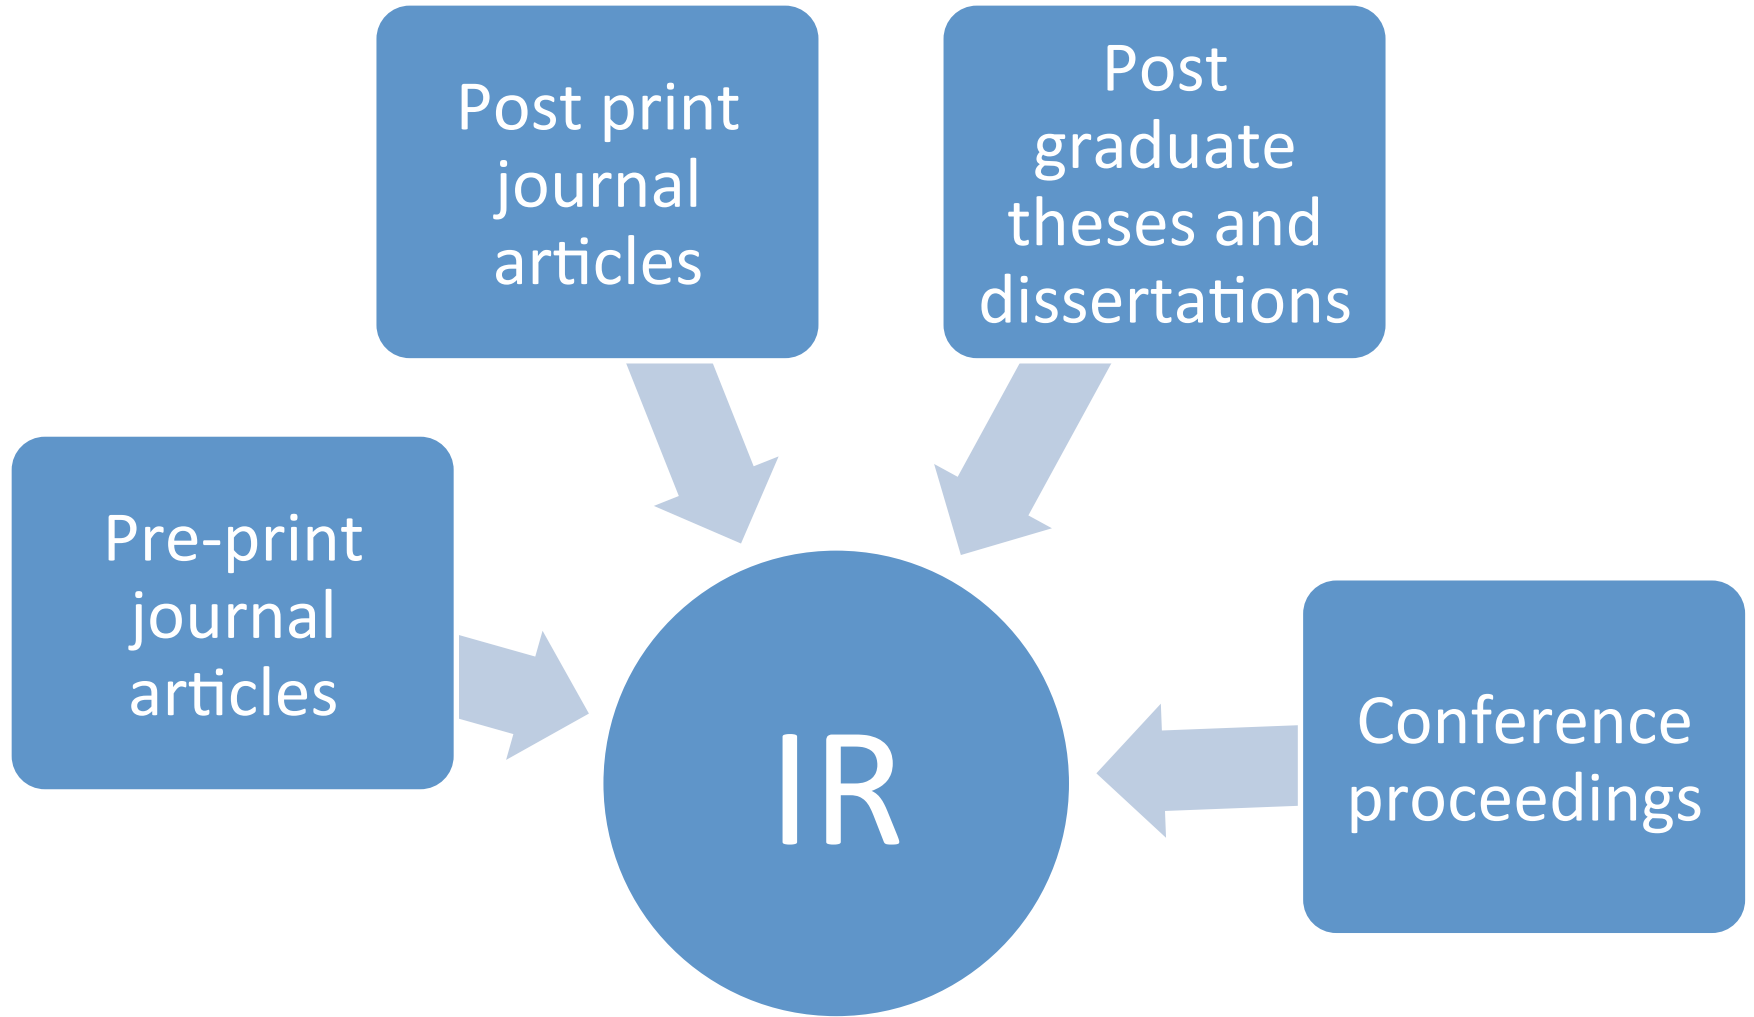 Post print
journal
articles
Post
graduate
theses and
dissertations
Pre-print
journal
articles
IR
Conference
proceedings